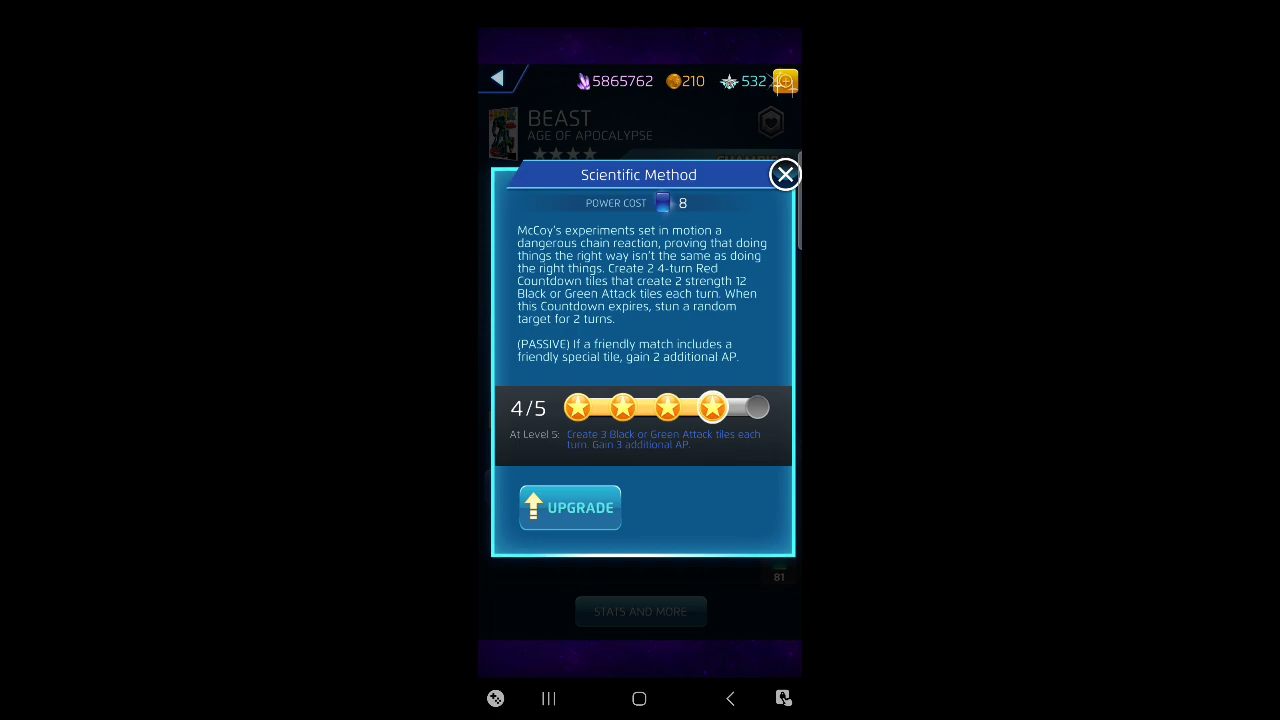 5865762 210 532
BEAST
AGE OF APOCALYPSE
Scientific Method
POWER COST 8
McCoy's experiments set in motion a
dangerous chain reaction, proving that doing
things the right way isn't the same as doing
the right things. Create 2 4-turn Red
Countdown tiles that create 2 strength 12
Black or Green Attack tiles each turn. When
this Countdown expires, stun a random
target for 2 turns.
(PASSIVE) If a friendly match includes a
friendly special tile, gain 2 additional AP.
4/5
At Level 5: Create 3 Black or Green Attack tiles each
turn. Gain 3 additional AP.
UPGRADE
81
STATS AND MORE